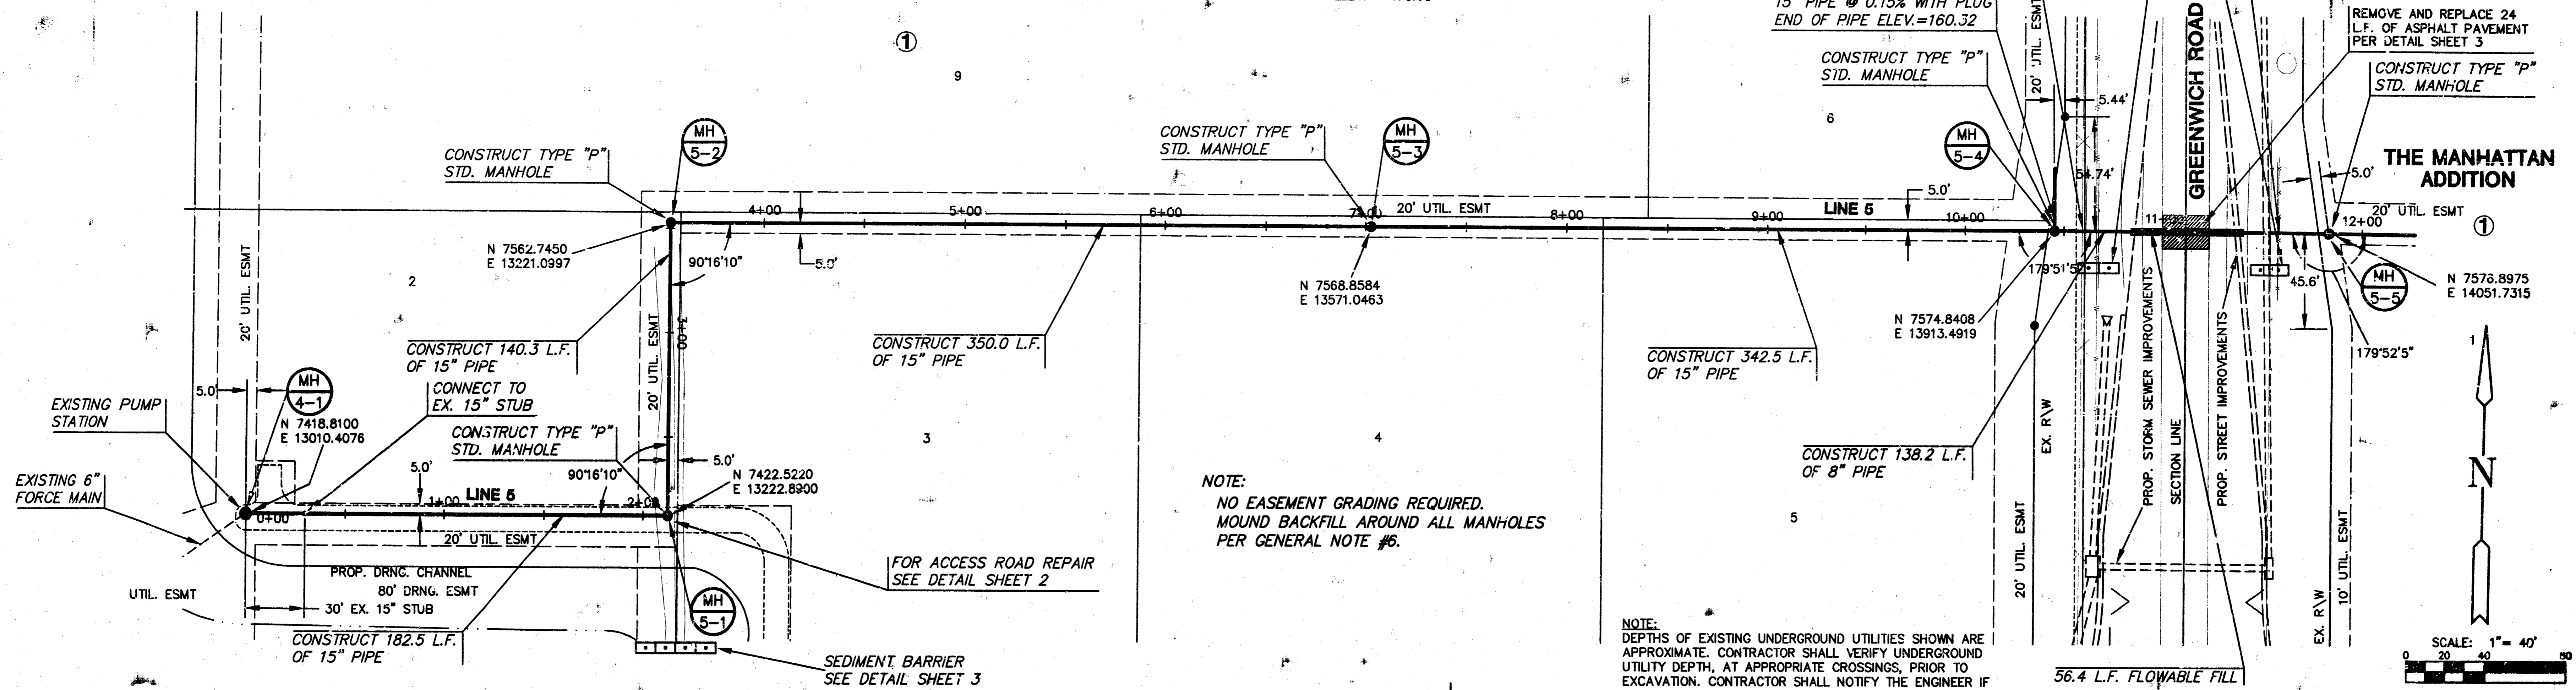 15" PIPE @ 0.15% WITH PLUG
END OF PIPE ELEV.=160.32
20' UTIL. ESMT
GREENWICH ROAD
REMOVE AND REPLACE 24
L.F. OF ASPHALT PAVEMENT
PER DETAIL SHEET 3
1
9
CONSTRUCT TYPE "P"
STD. MANHOLE
CONSTRUCT TYPE "P"
STD. MANHOLE
5.44'
6
MH
5-2
CONSTRUCT TYPE "P"
STD. MANHOLE
CONSTRUCT TYPE "P"
STD. MANHOLE
MH
5-3
MH
5-4
54.74'
5.0'
THE MANHATTAN
ADDITION
4+00
5+00
6+00
7+00
20' UTIL. ESMT
8+00
9+00
LINE 5
5.0'
10+00
11+00
12+00
20' UTIL. ESMT
1
N 7562.7450
E 13221.0997
90°16'10"
5.0'
2
20' UTIL. ESMT
N 7568.8584
E 13571.0463
179°51'52"
45.6'
MH
5-5
N 7576.8975
E 14051.7315
N 7574.8408
E 13913.4919
179°52'5"
3+00
20' UTIL. ESMT
CONSTRUCT 140.3 L.F.
OF 15" PIPE
CONSTRUCT 350.0 L.F.
OF 15" PIPE
CONSTRUCT 342.5 L.F.
OF 15" PIPE
5.0'
MH
4-1
CONNECT TO
EX. 15" STUB
EXISTING PUMP
STATION
N 7418.8100
E 13010.4076
CONSTRUCT TYPE "P"
STD. MANHOLE
3
4
EX. R\W
PROP. STORM SEWER IMPROVEMENTS
SECTION LINE
PROP. STREET IMPROVEMENTS
1
N
EXISTING 6"
FORCE MAIN
5.0'
90°16'10"
5.0'
N 7422.5220
E 13222.8900
CONSTRUCT 138.2 L.F.
OF 8" PIPE
0+00
1+00
LINE 5
2+00
20' UTIL. ESMT
NOTE:
NO EASEMENT GRADING REQUIRED.
MOUND BACKFILL AROUND ALL MANHOLES
PER GENERAL NOTE #6.
5
FOR ACCESS ROAD REPAIR
SEE DETAIL SHEET 2
PROP. DRNG. CHANNEL
80' DRNG. ESMT
UTIL. ESMT
30' EX. 15" STUB
MH
5-1
20' UTIL. ESMT
EX. R\W
10' UTIL. ESMT
CONSTRUCT 182.5 L.F.
OF 15" PIPE
SEDIMENT BARRIER
SEE DETAIL SHEET 3
NOTE:
DEPTHS OF EXISTING UNDERGROUND UTILITIES SHOWN ARE
APPROXIMATE. CONTRACTOR SHALL VERIFY UNDERGROUND
UTILITY DEPTH, AT APPROPRIATE CROSSINGS, PRIOR TO
EXCAVATION. CONTRACTOR SHALL NOTIFY THE ENGINEER IF
56.4 L.F. FLOWABLE FILL
SCALE: 1"= 40'
0 20 40 80